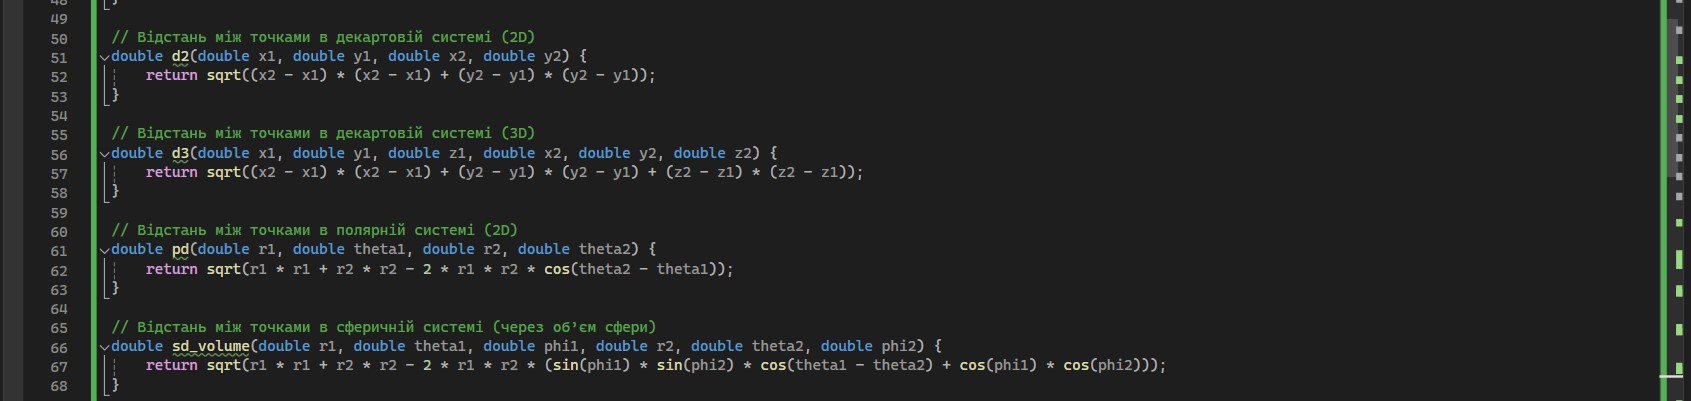 48 }
49
50 // Відстань між точками в декартовій системі (2D)
51 double d2(double x1, double y1, double x2, double y2) {
52 return sqrt((x2 - x1) * (x2 - x1) + (y2 - y1) * (y2 - y1));
53 }
54
55 // Відстань між точками в декартовій системі (3D)
56 double d3(double x1, double y1, double z1, double x2, double y2, double z2) {
57 return sqrt((x2 - x1) * (x2 - x1) + (y2 - y1) * (y2 - y1) + (z2 - z1) * (z2 - z1));
58 }
59
60 // Відстань між точками в полярній системі (2D)
61 double pd(double r1, double theta1, double r2, double theta2) {
62 return sqrt(r1 * r1 + r2 * r2 - 2 * r1 * r2 * cos(theta2 - theta1));
63 }
64
65 // Відстань між точками в сферичній системі (через об'єм сфери)
66 double sd_volume(double r1, double theta1, double phi1, double r2, double theta2, double phi2) {
67 return sqrt(r1 * r1 + r2 * r2 - 2 * r1 * r2 * (sin(phi1) * sin(phi2) * cos(theta1 - theta2) + cos(phi1) * cos(phi2)));
68 }